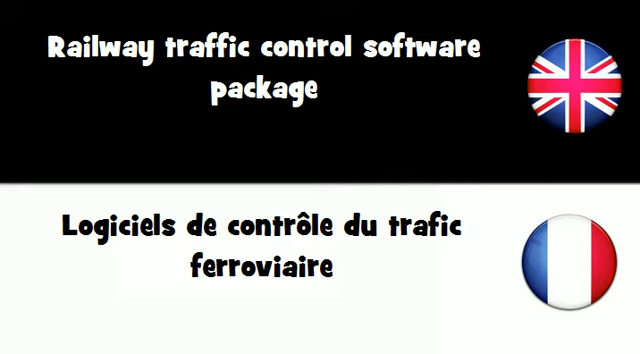 Railway traffic control software
package
Logiciels de contrôle du trafic
ferroviaire